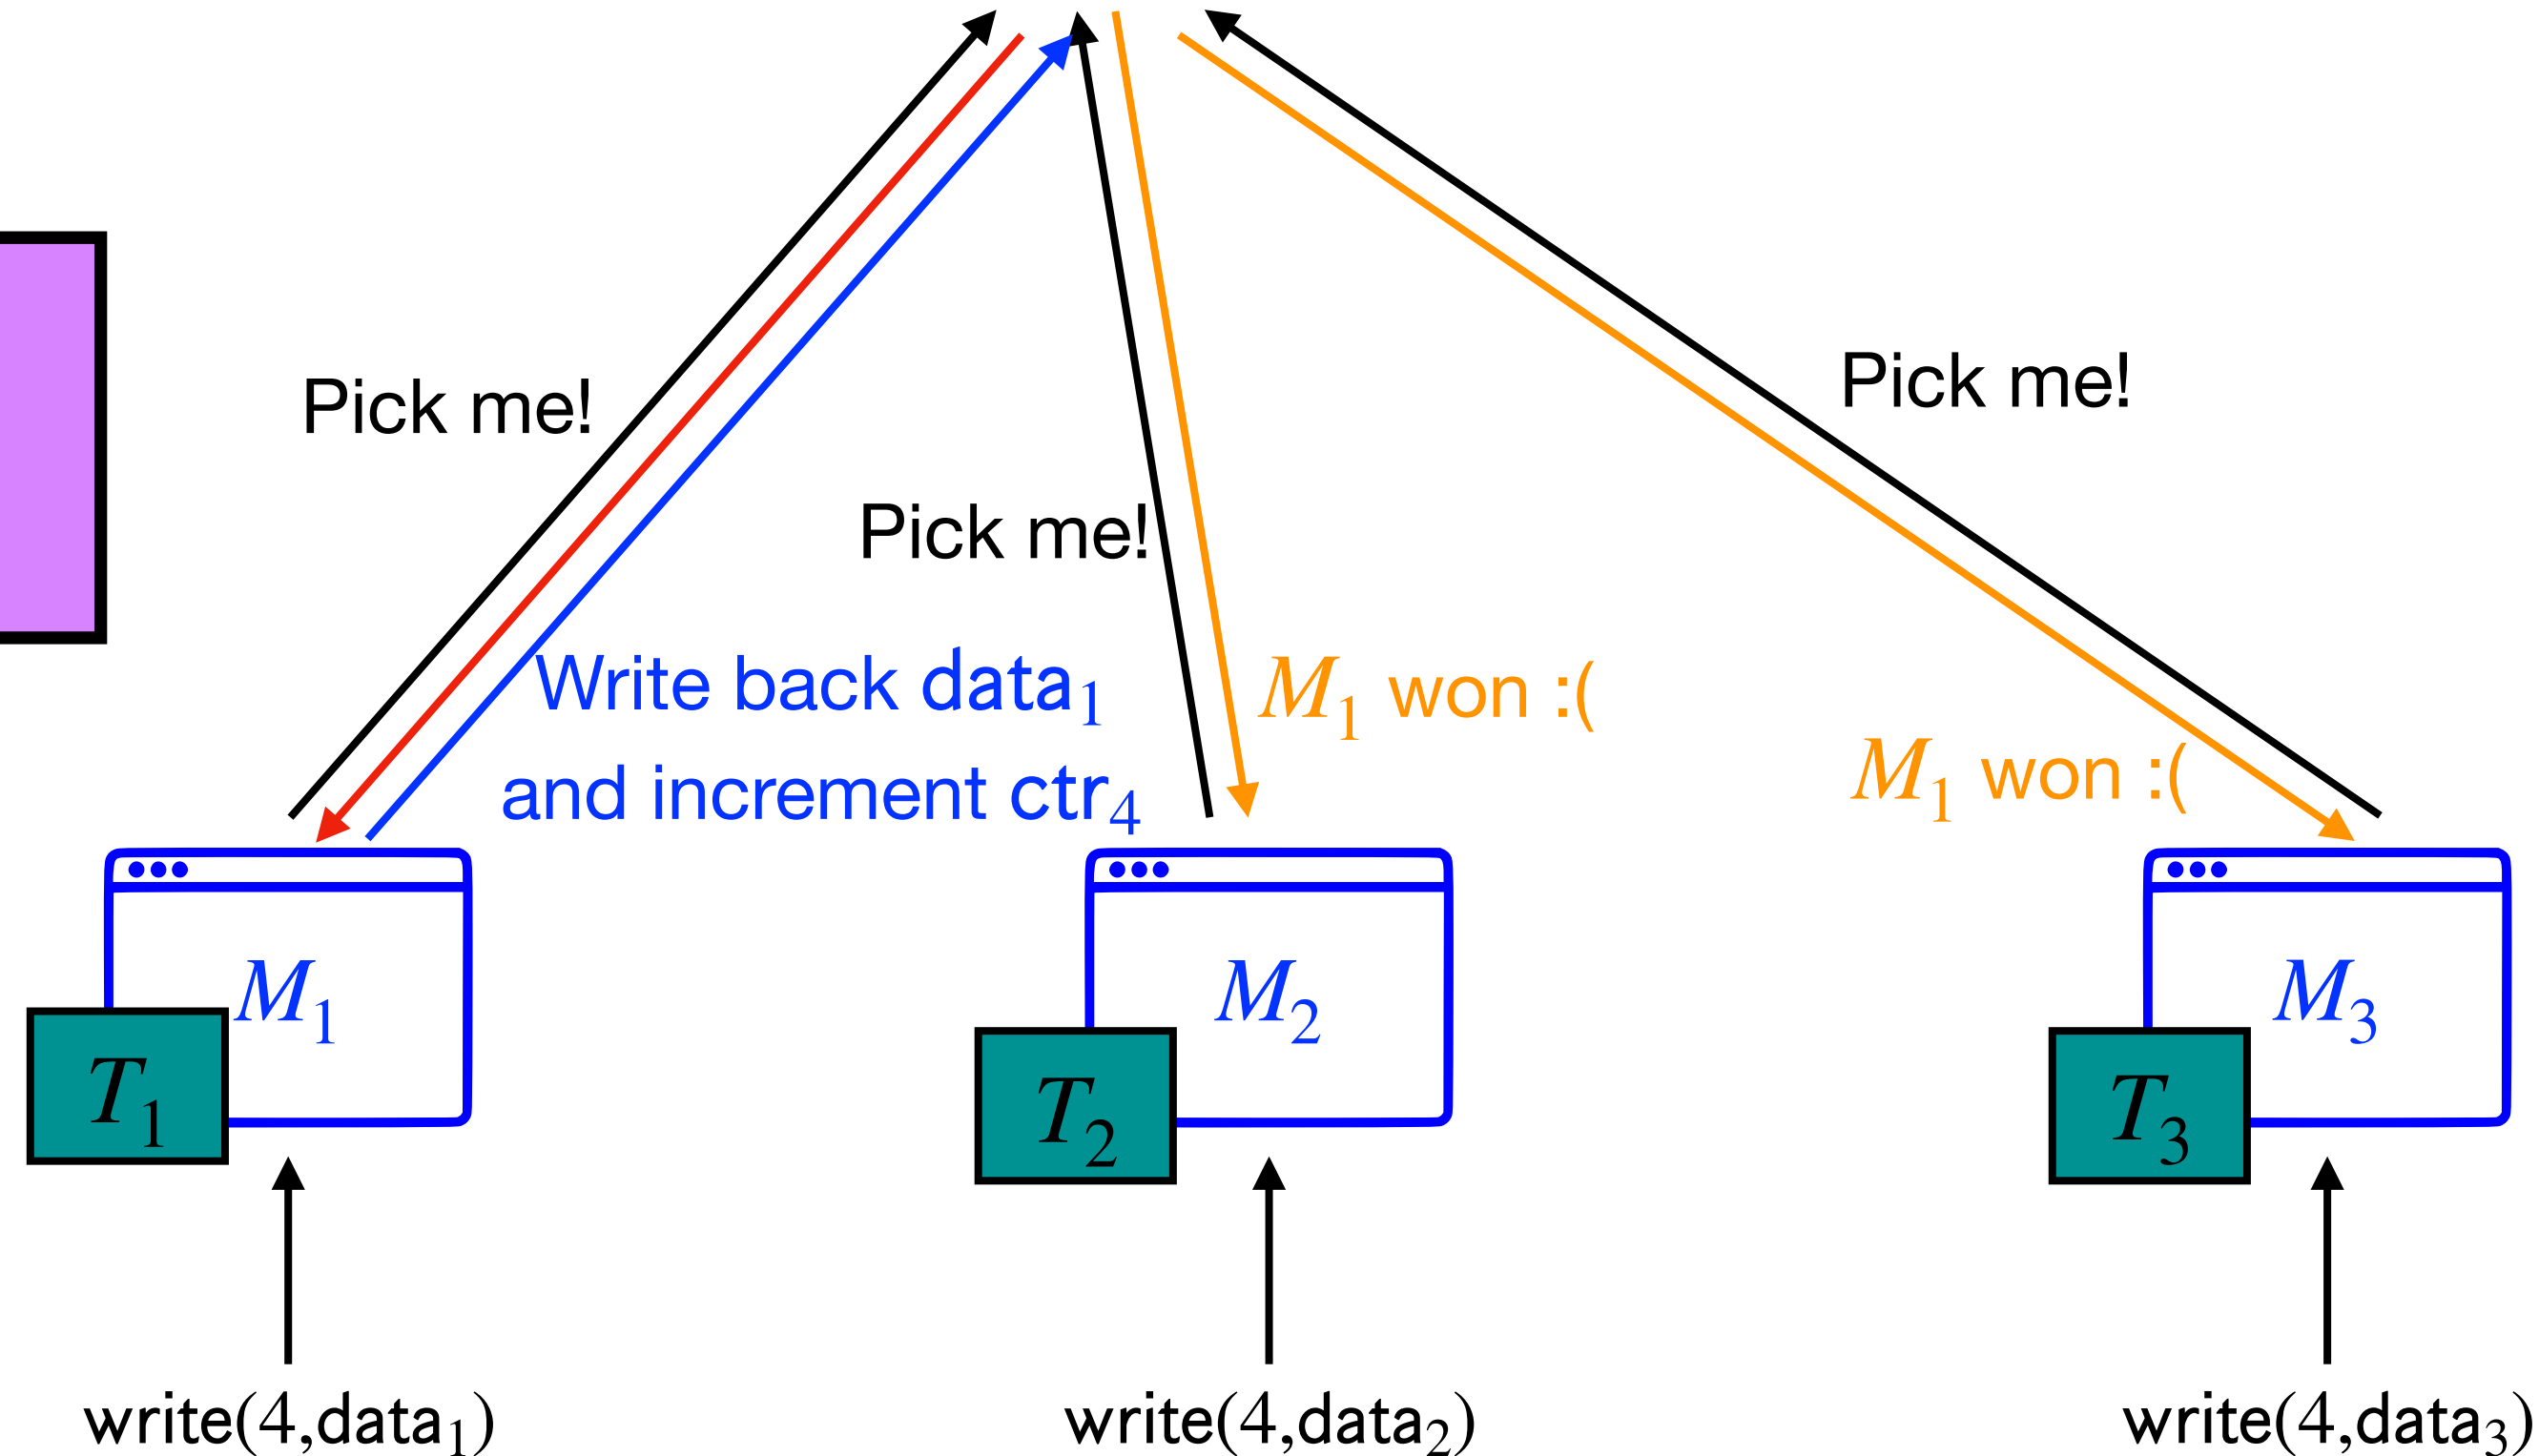 Pick me!
Pick me!
Pick me!
Write back data₁
and increment ctr₄
M₁ won :(
M₁ won :(
M₁
M₂
M₃
T₁
T₂
T₃
write(4,data₁)
write(4,data₂)
write(4,data₃)